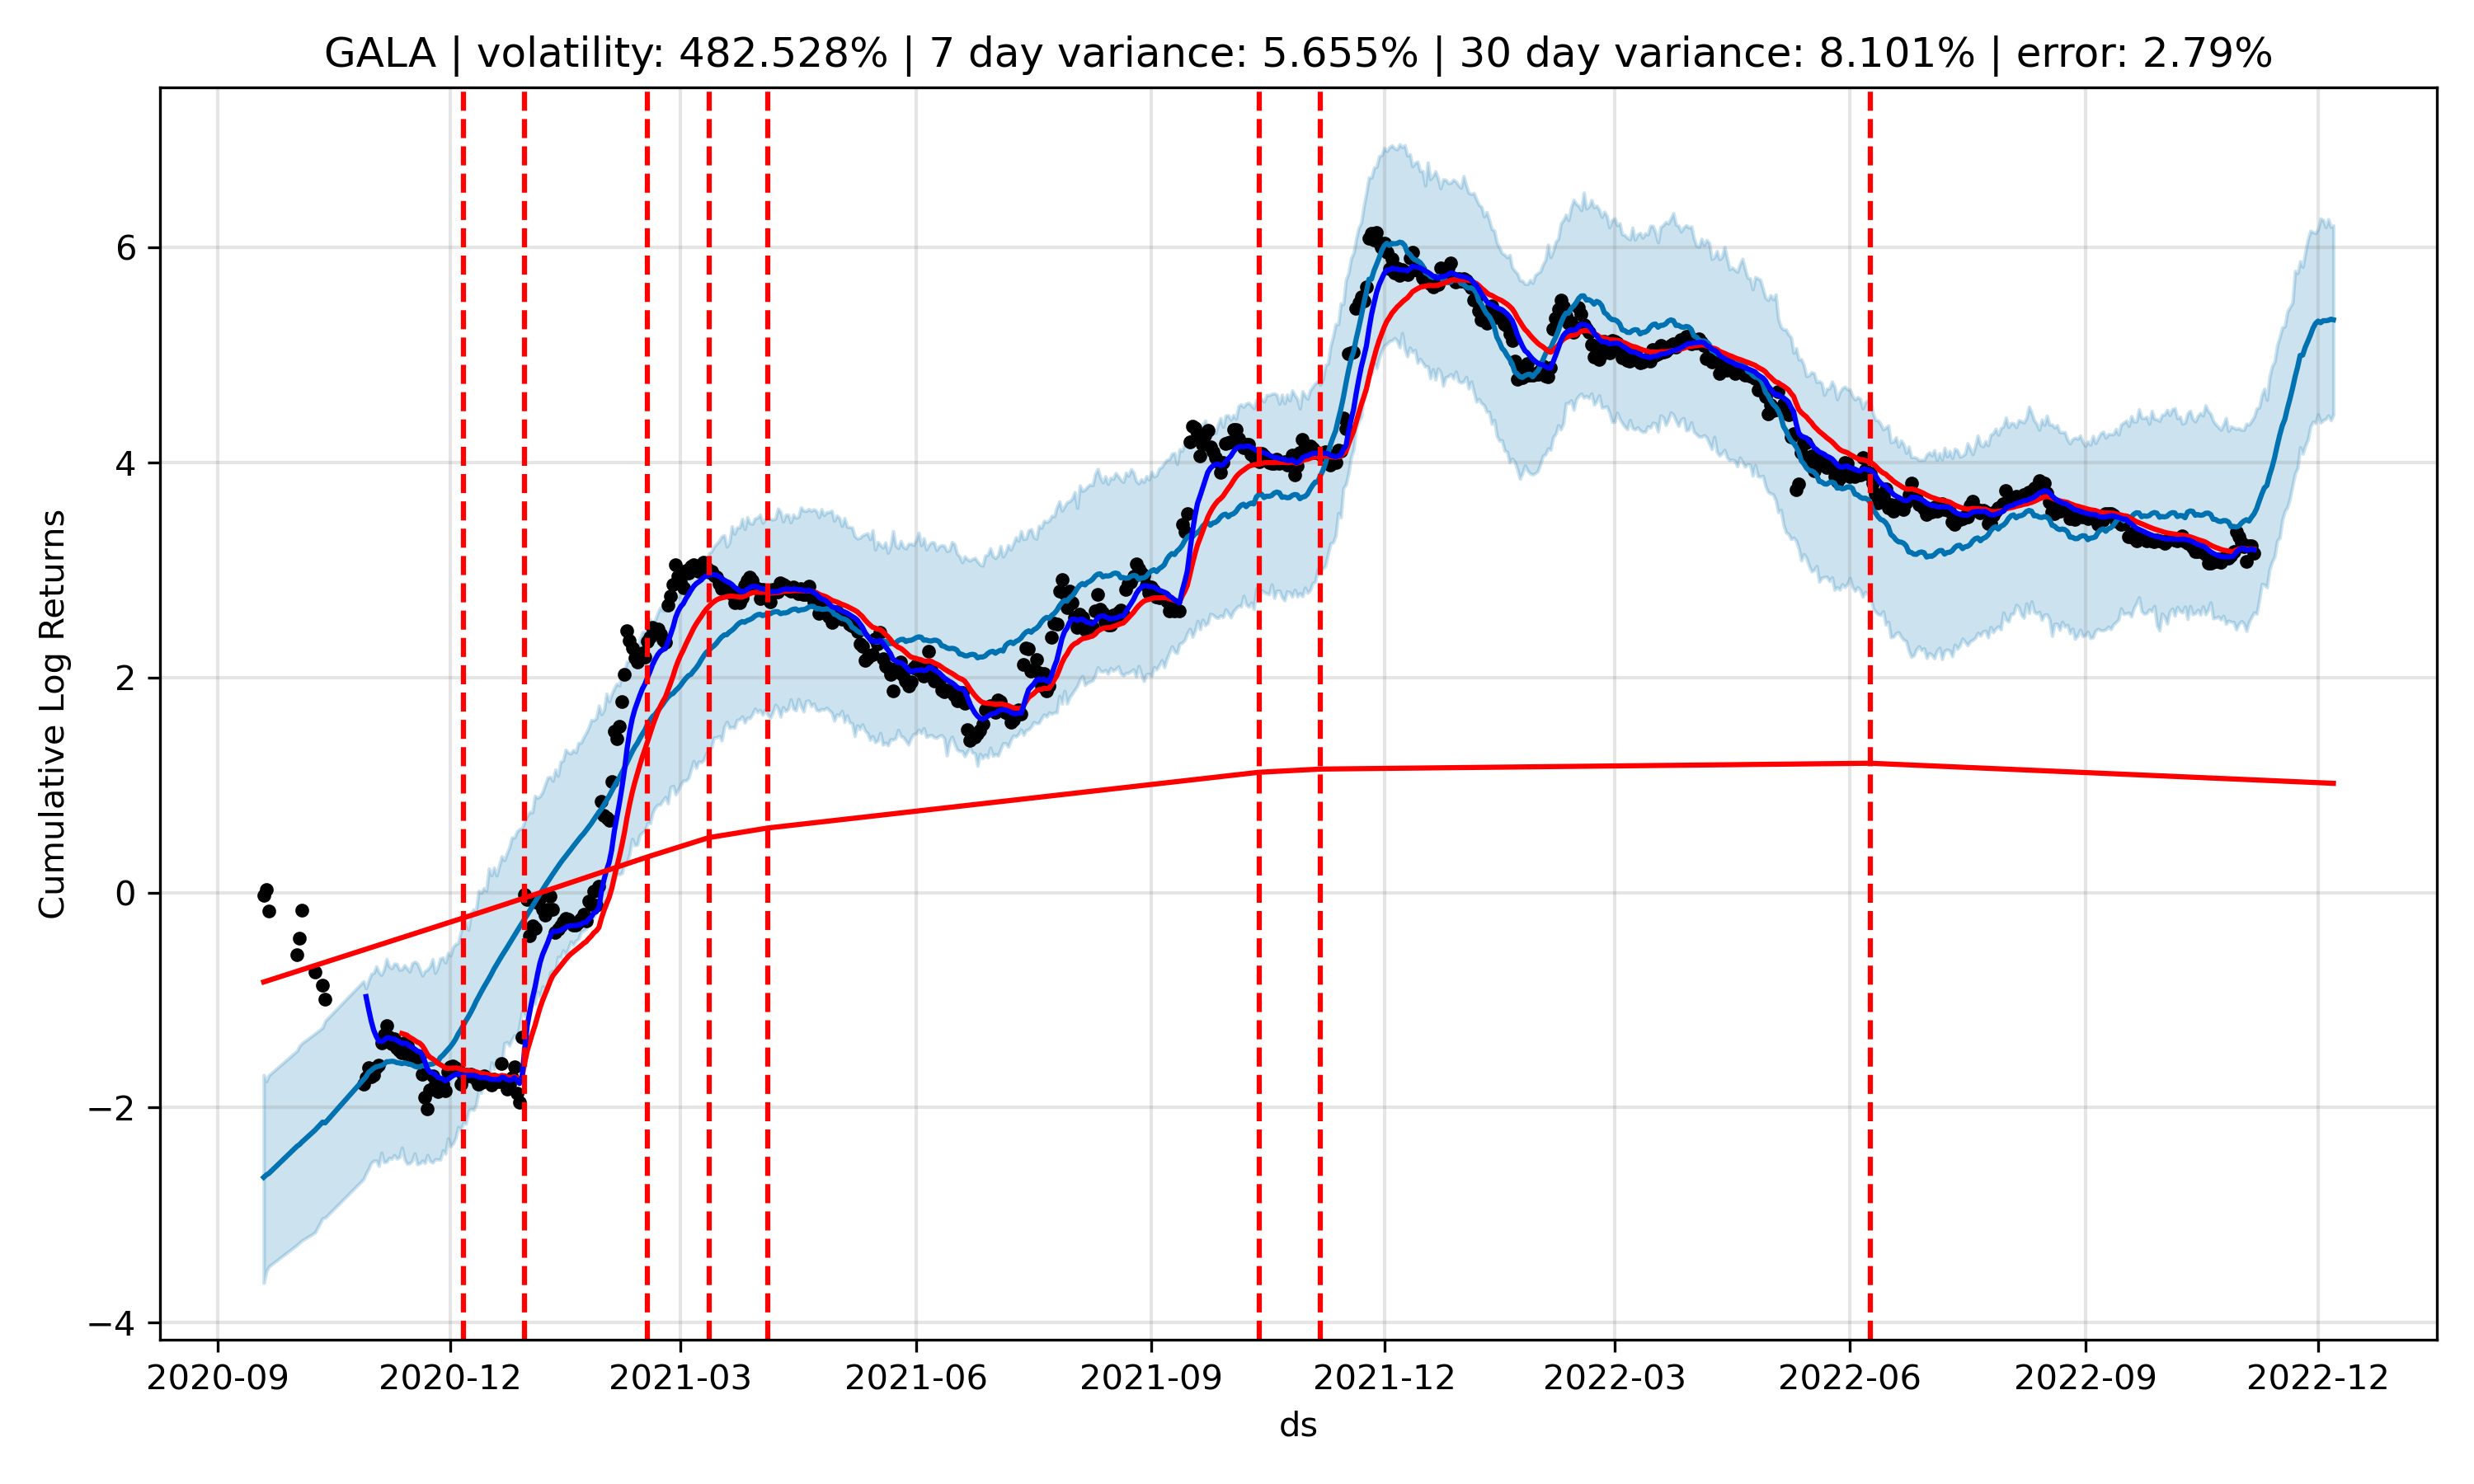 GALA | volatility: 482.528% | 7 day variance: 5.655% | 30 day variance: 8.101% | error: 2.79%
Cumulative Log Returns
6
4
2
0
−2
−4
2020-09 2020-12 2021-03 2021-06 2021-09 2021-12 2022-03 2022-06 2022-09 2022-12
ds